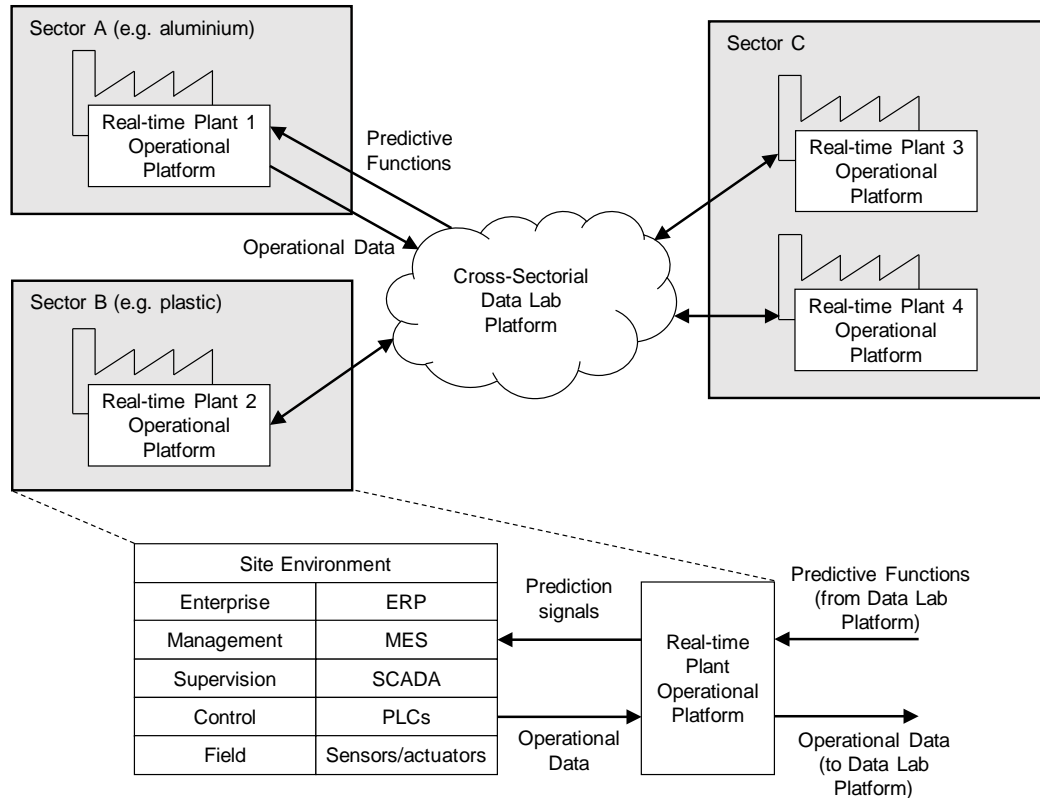 Sector A (e.g. aluminium)
Real-time Plant 1
Operational
Platform
Predictive
Functions
Operational Data
Sector C
Real-time Plant 3
Operational
Platform
Real-time Plant 4
Operational
Platform
Cross-Sectorial
Data Lab
Platform
Sector B (e.g. plastic)
Real-time Plant 2
Operational
Platform
Site Environment
Enterprise ERP
Management MES
Supervision SCADA
Control PLCs
Field Sensors/actuators
Prediction
signals
Operational
Data
Real-time
Plant
Operational
Platform
Predictive Functions
(from Data Lab
Platform)
Operational Data
(to Data Lab
Platform)